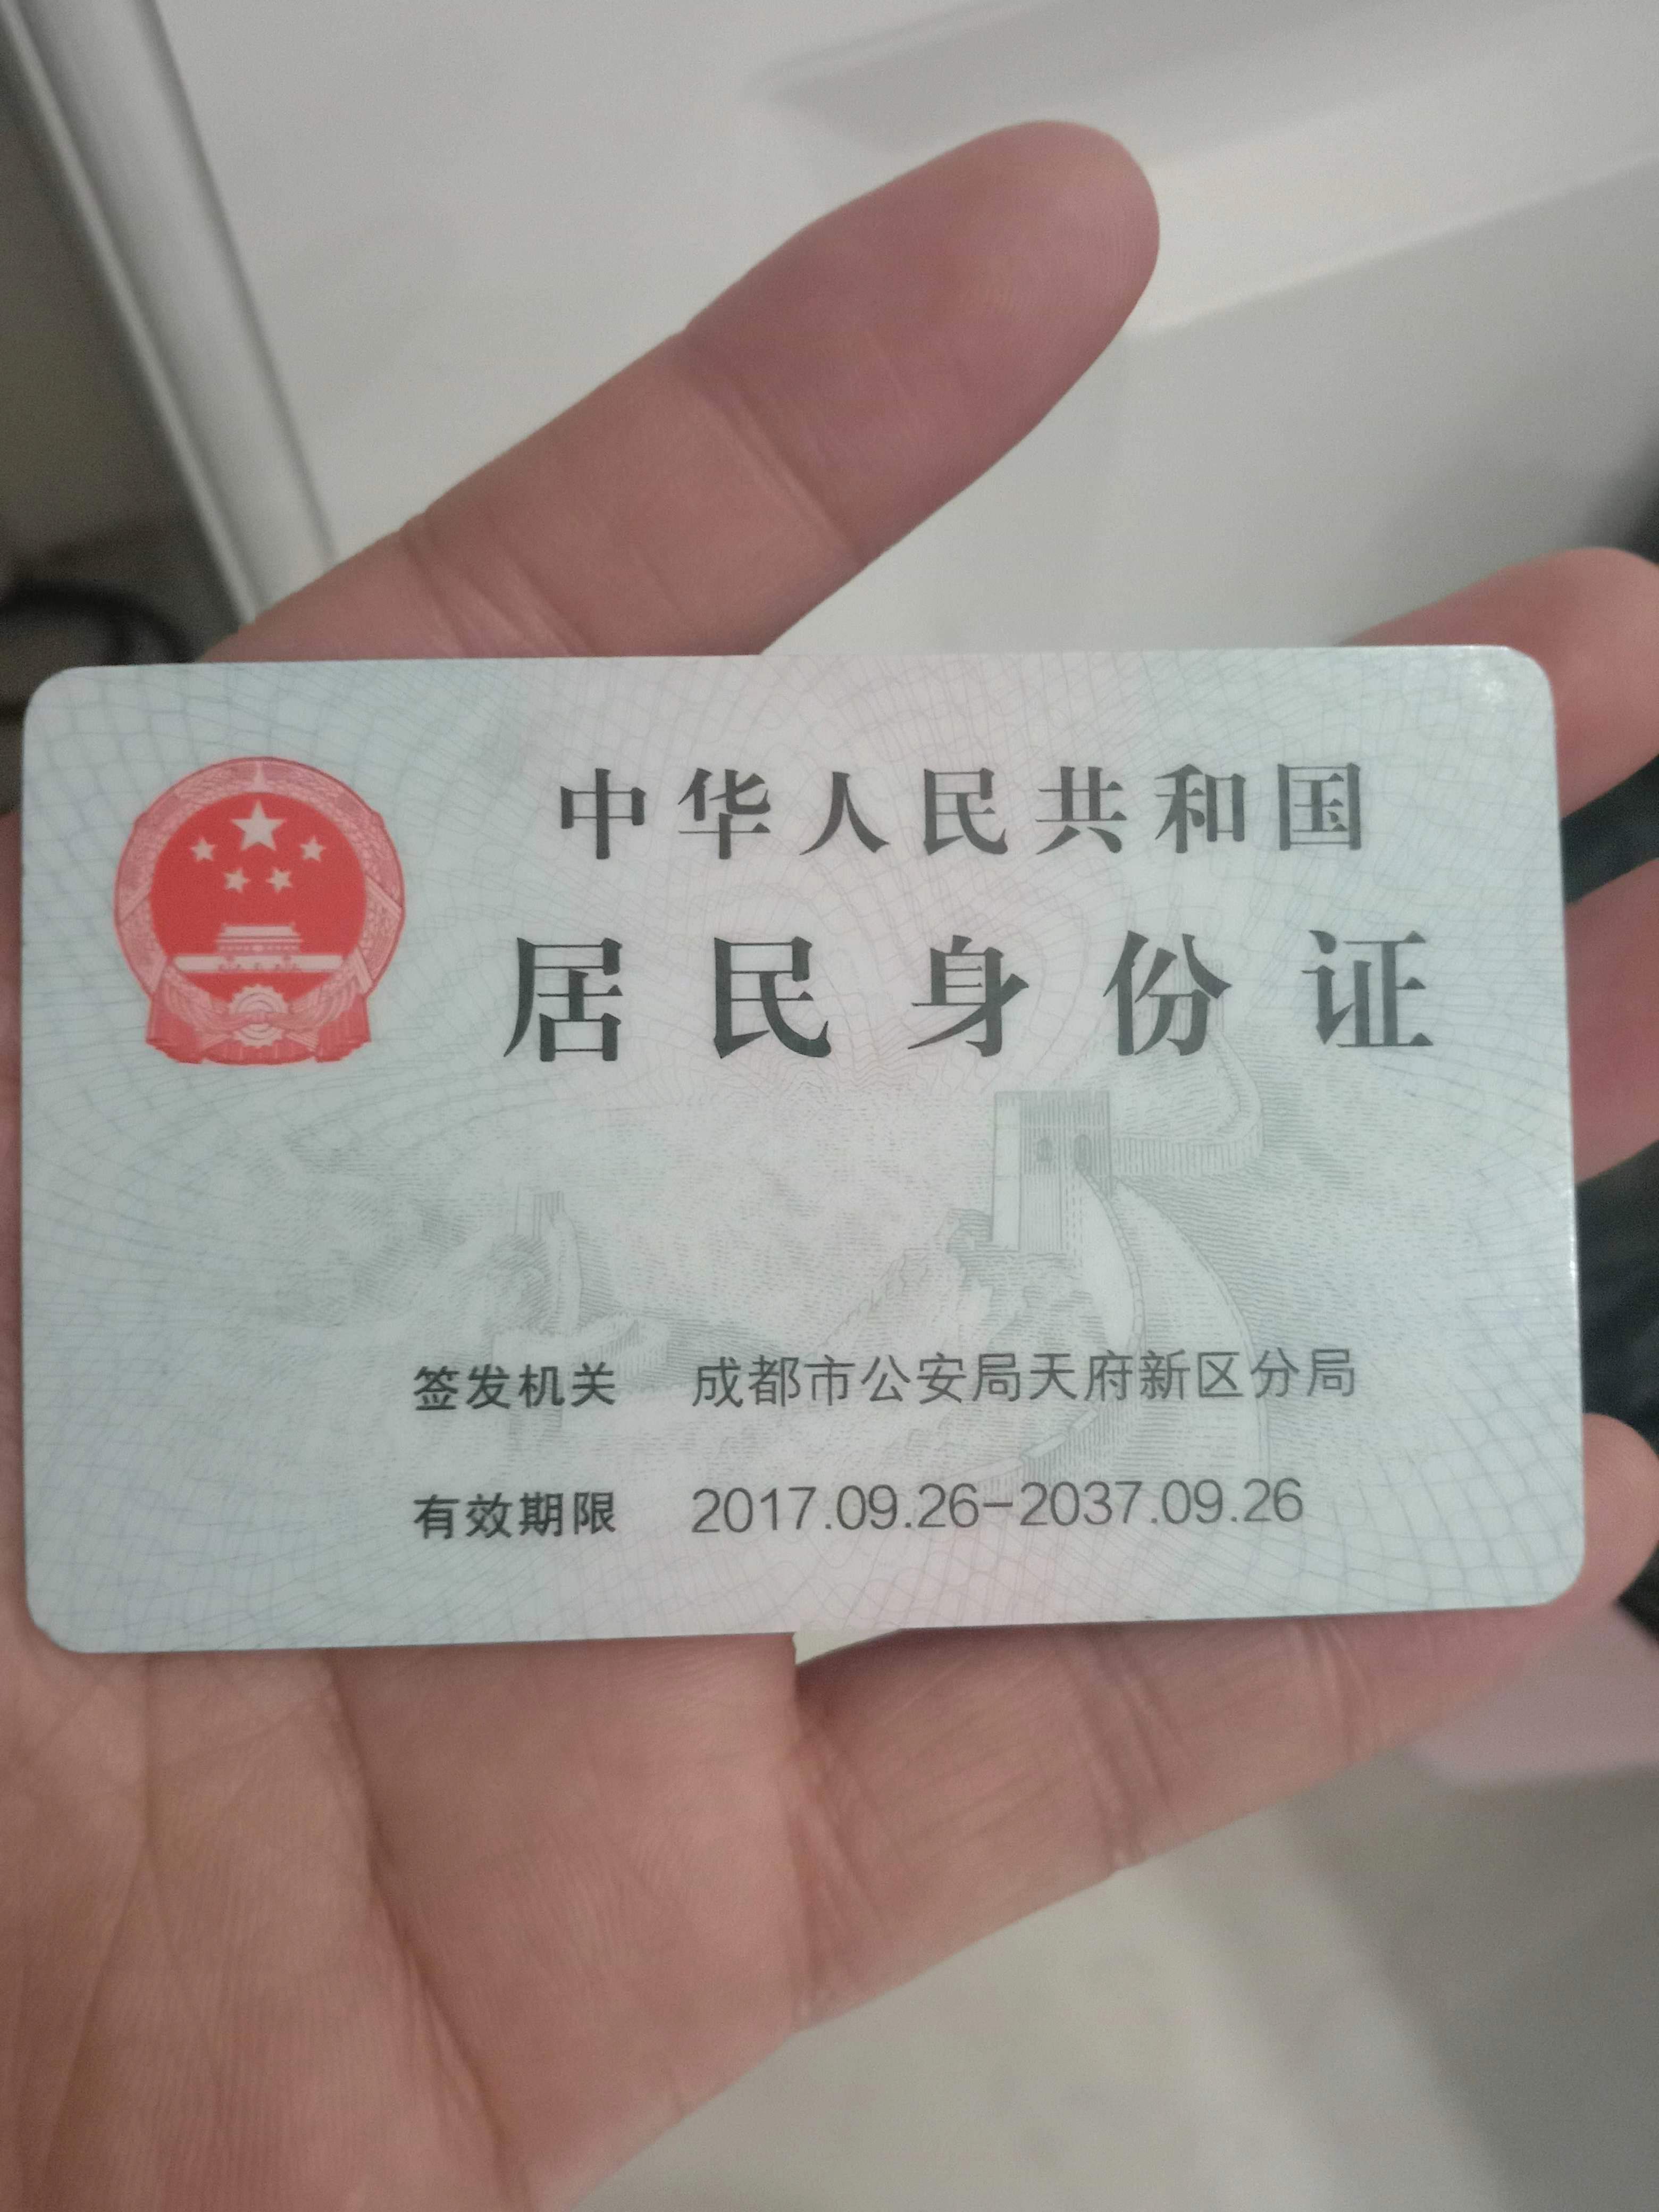 中华人民共和国
居民身份证
签发机关 成都市公安局天府新区分局
有效期限 2017.09.26-2037.09.26